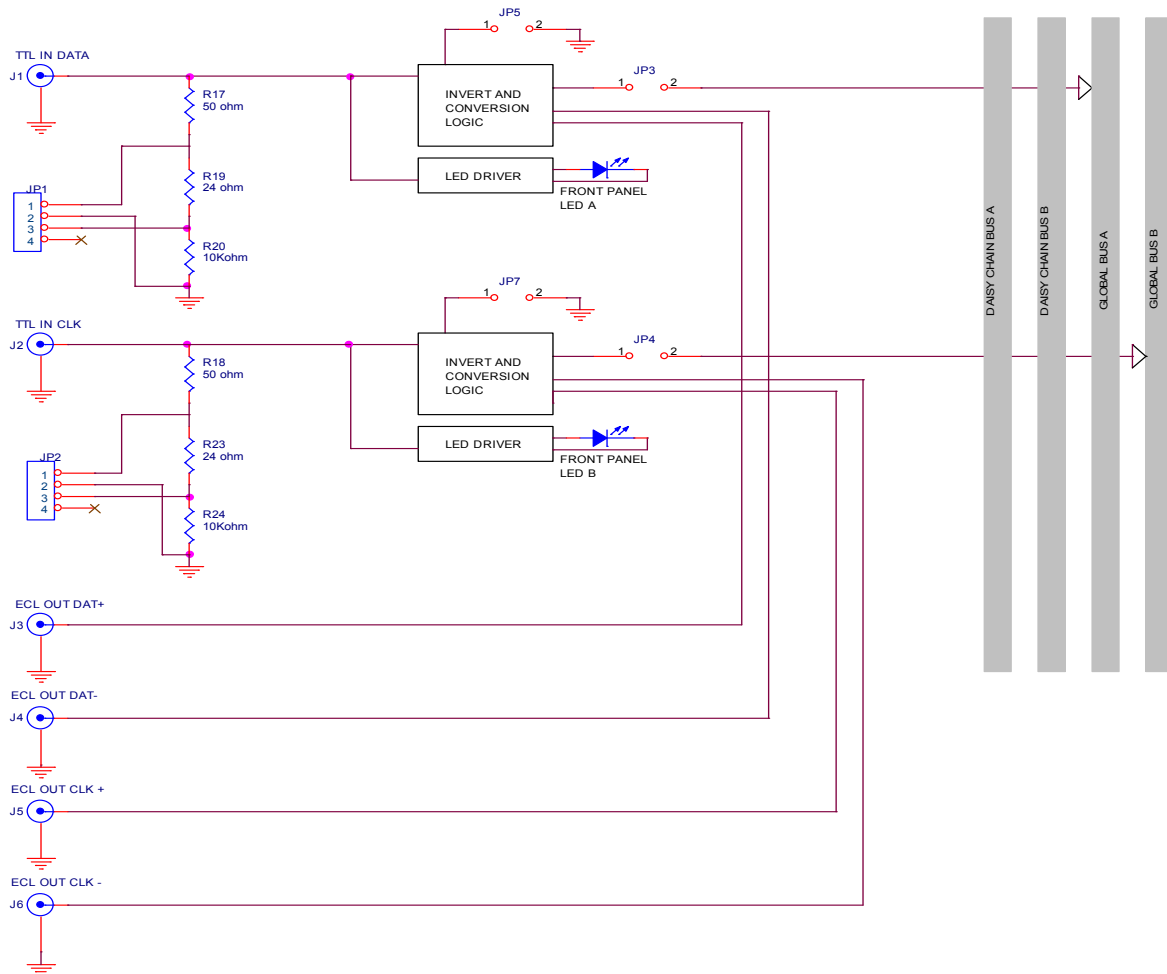 JP5
1 2
TTL IN DATA
J1
R17
50 ohm
INVERT AND
CONVERSION
LOGIC
JP3
1 2
R19
24 ohm
JP1
1
2
3
4
LED DRIVER
FRONT PANEL
LED A
R20
10Kohm
DAISY CHAIN BUS A
DAISY CHAIN BUS B
GLOBAL BUS A
GLOBAL BUS B
JP7
1 2
TTL IN CLK
J2
R18
50 ohm
INVERT AND
CONVERSION
LOGIC
JP4
1 2
R23
24 ohm
JP2
1
2
3
4
LED DRIVER
FRONT PANEL
LED B
R24
10Kohm
ECL OUT DAT+
J3
ECL OUT DAT-
J4
ECL OUT CLK +
J5
ECL OUT CLK -
J6